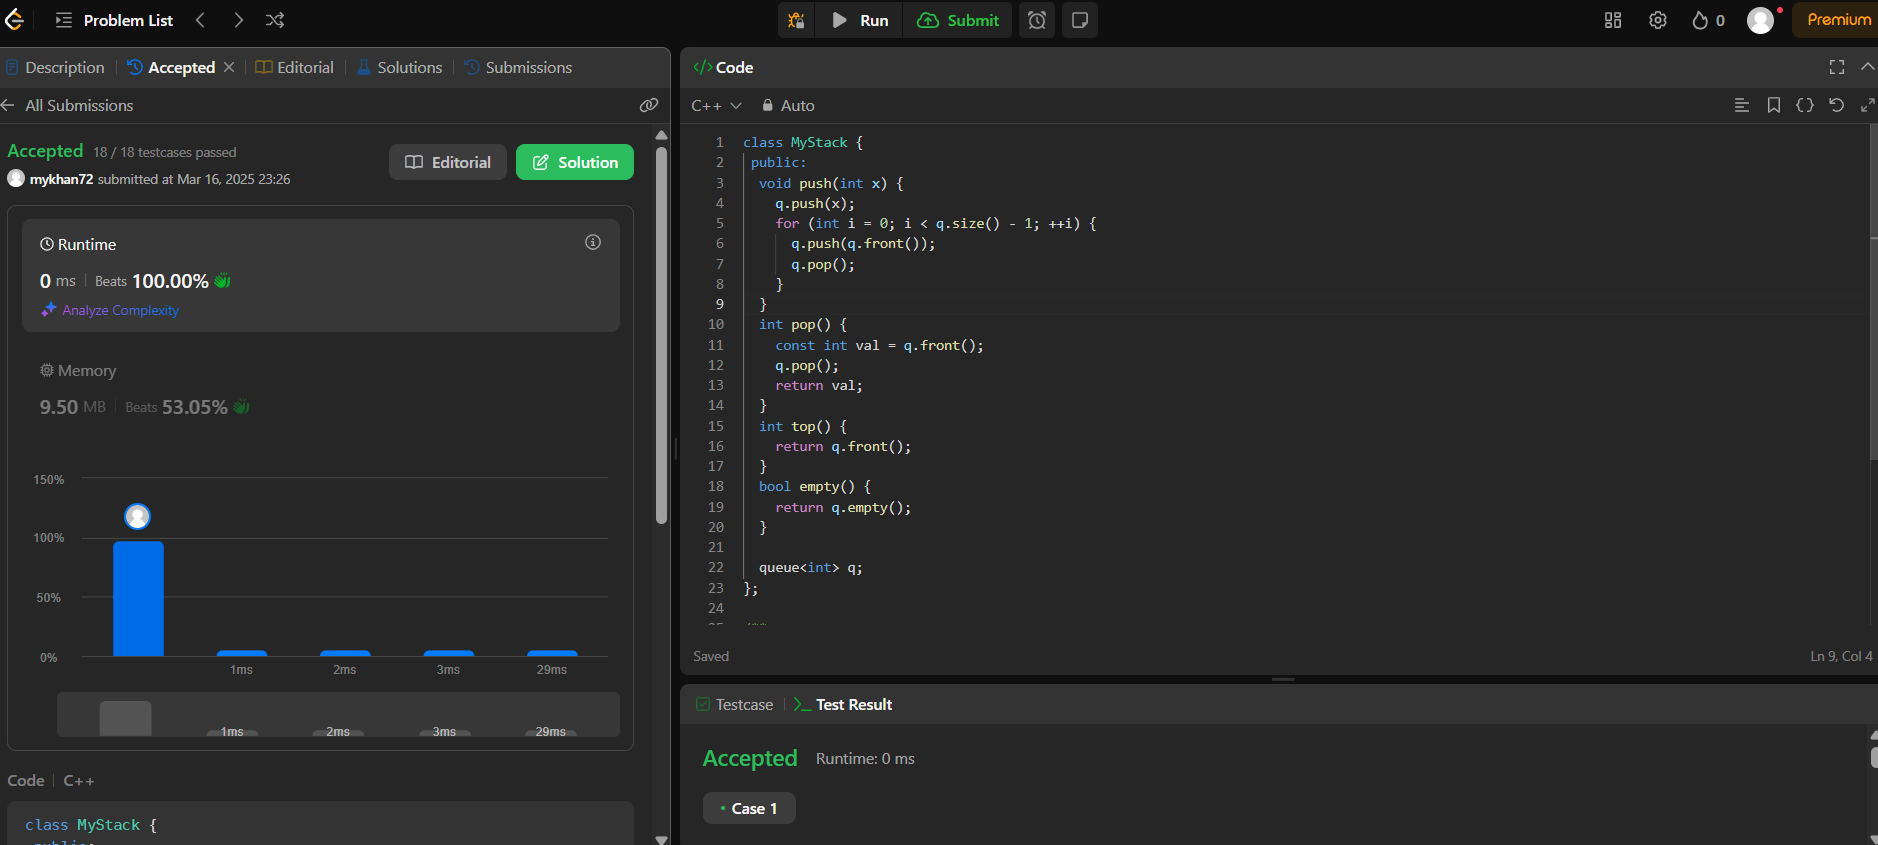 Problem List
Run
Submit
0
Premium
Description
Accepted
Editorial
Solutions
Submissions
All Submissions
Accepted 18 / 18 testcases passed
mykhan72 submitted at Mar 16, 2025 23:26
Editorial
Solution
Runtime
0 ms | Beats 100.00%
Analyze Complexity
Memory
9.50 MB | Beats 53.05%
150%
100%
50%
0%
1ms 2ms 3ms 29ms
1ms 2ms 3ms 29ms
Code | C++
class MyStack {
public:
</> Code
C++ Auto
1 class MyStack {
2 public:
3 void push(int x) {
4 q.push(x);
5 for (int i = 0; i < q.size() - 1; ++i) {
6 q.push(q.front());
7 q.pop();
8 }
9 }
10 int pop() {
11 const int val = q.front();
12 q.pop();
13 return val;
14 }
15 int top() {
16 return q.front();
17 }
18 bool empty() {
19 return q.empty();
20 }
21
22 queue<int> q;
23 };
24
25 /**
Saved
Ln 9, Col 4
Testcase
Test Result
Accepted Runtime: 0 ms
• Case 1